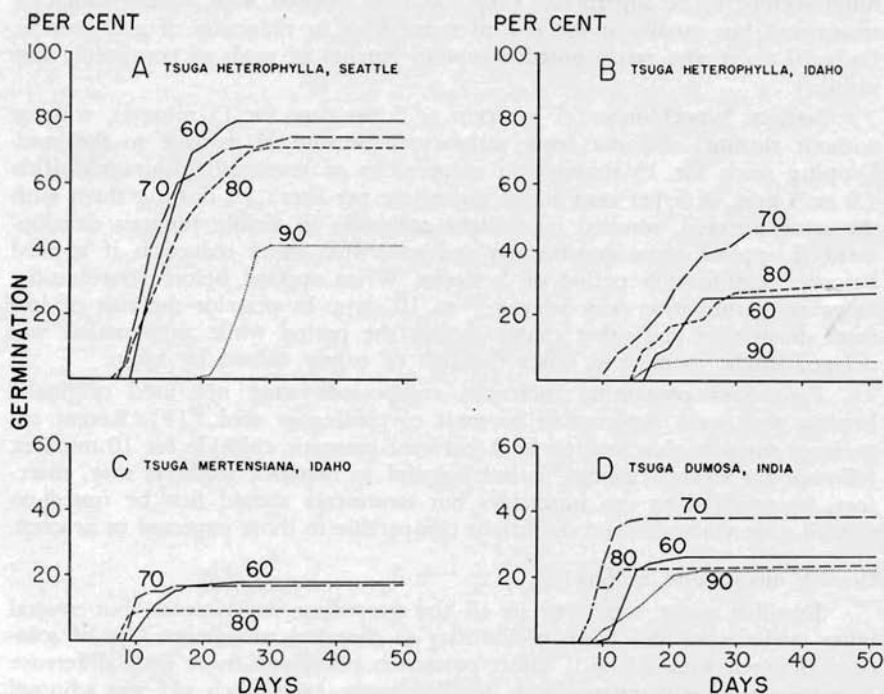 PER CENT
100
A TSUGA HETEROPHYLLA, SEATTLE
80
60
40
20
60
70
80
90
PER CENT
100
B TSUGA HETEROPHYLLA, IDAHO
80
60
40
20
70
80
60
90
GERMINATION
60
C TSUGA MERTENSIANA, IDAHO
40
20
70
60
80
10 20 30 40 50
DAYS
60
D TSUGA DUMOSA, INDIA
40
20
70
80
60
90
10 20 30 40 50
DAYS